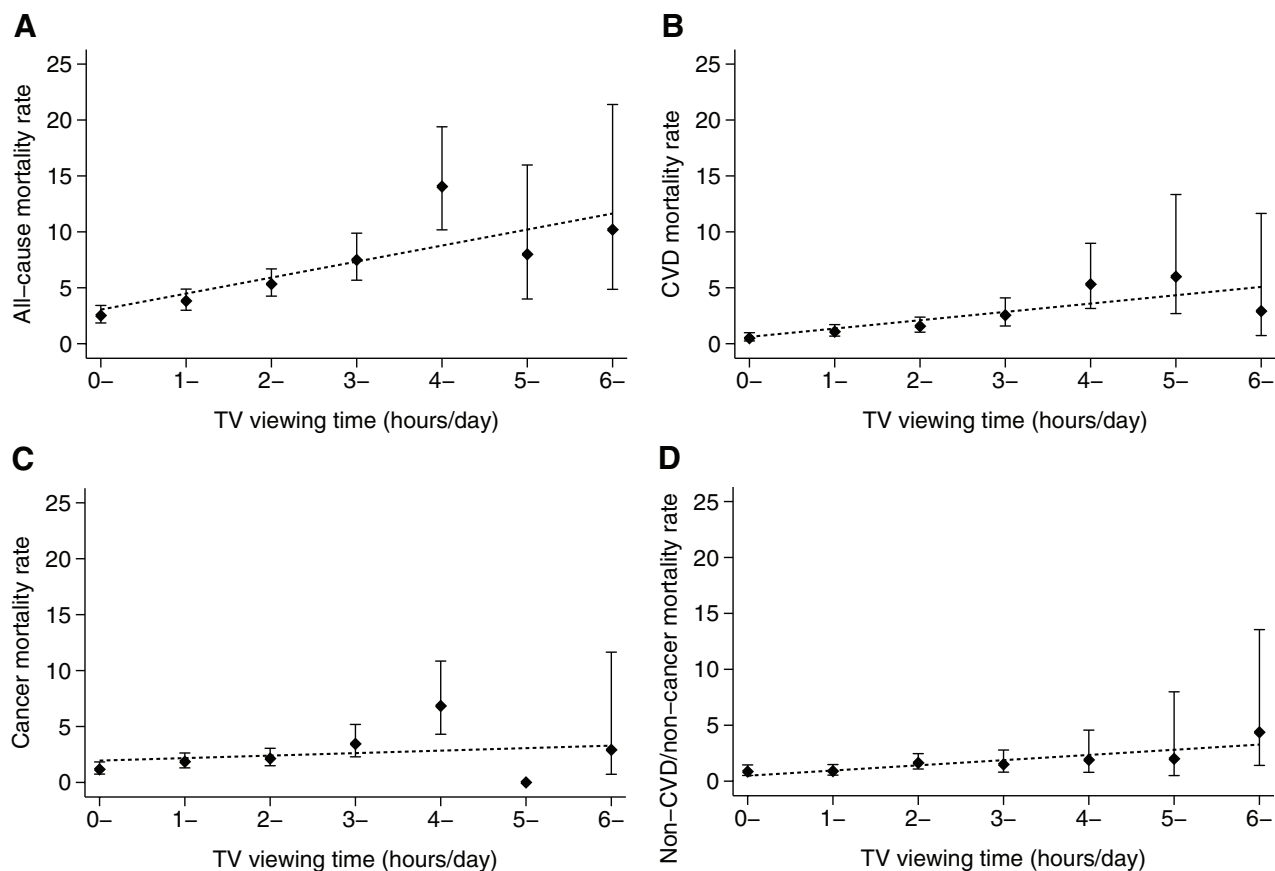 A
All−cause mortality rate
25
20
15
10
5
0
0− 1− 2− 3− 4− 5− 6−
TV viewing time (hours/day)
B
CVD mortality rate
25
20
15
10
5
0
0− 1− 2− 3− 4− 5− 6−
TV viewing time (hours/day)
C
Cancer mortality rate
25
20
15
10
5
0
0− 1− 2− 3− 4− 5− 6−
TV viewing time (hours/day)
D
Non−CVD/non−cancer mortality rate
25
20
15
10
5
0
0− 1− 2− 3− 4− 5− 6−
TV viewing time (hours/day)